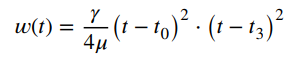 w(t) = γ/4μ (t − t₀)² · (t − t₃)²